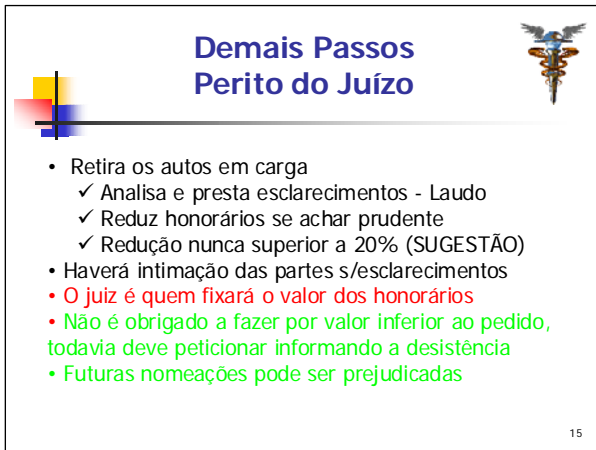 Demais Passos
Perito do Juízo
• Retira os autos em carga
✓ Analisa e presta esclarecimentos - Laudo
✓ Reduz honorários se achar prudente
✓ Redução nunca superior a 20% (SUGESTÃO)
• Haverá intimação das partes s/esclarecimentos
• O juiz é quem fixará o valor dos honorários
• Não é obrigado a fazer por valor inferior ao pedido,
todavia deve peticionar informando a desistência
• Futuras nomeações pode ser prejudicadas
15